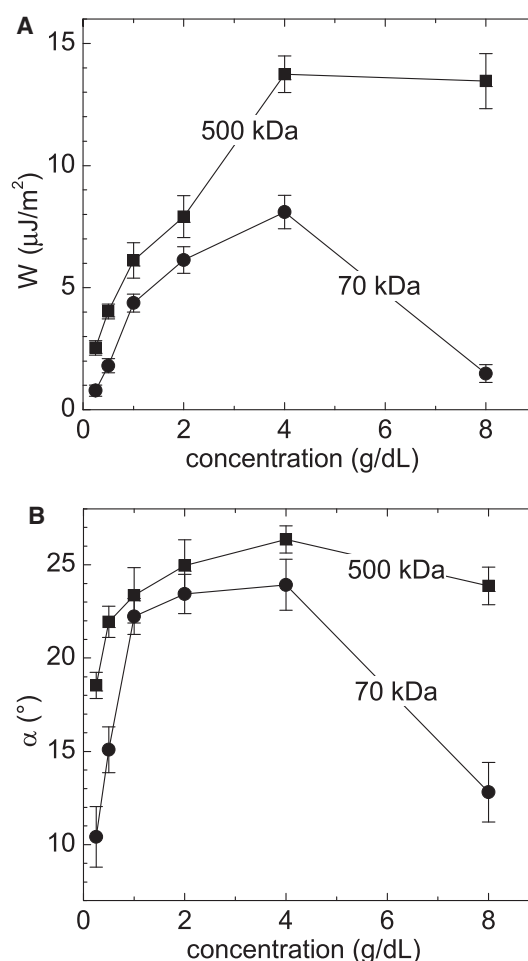 A
15
10
5
0
W (μJ/m²)
500 kDa
70 kDa
0 2 4 6 8
concentration (g/dL)
B
25
20
15
10
α (°)
500 kDa
70 kDa
0 2 4 6 8
concentration (g/dL)